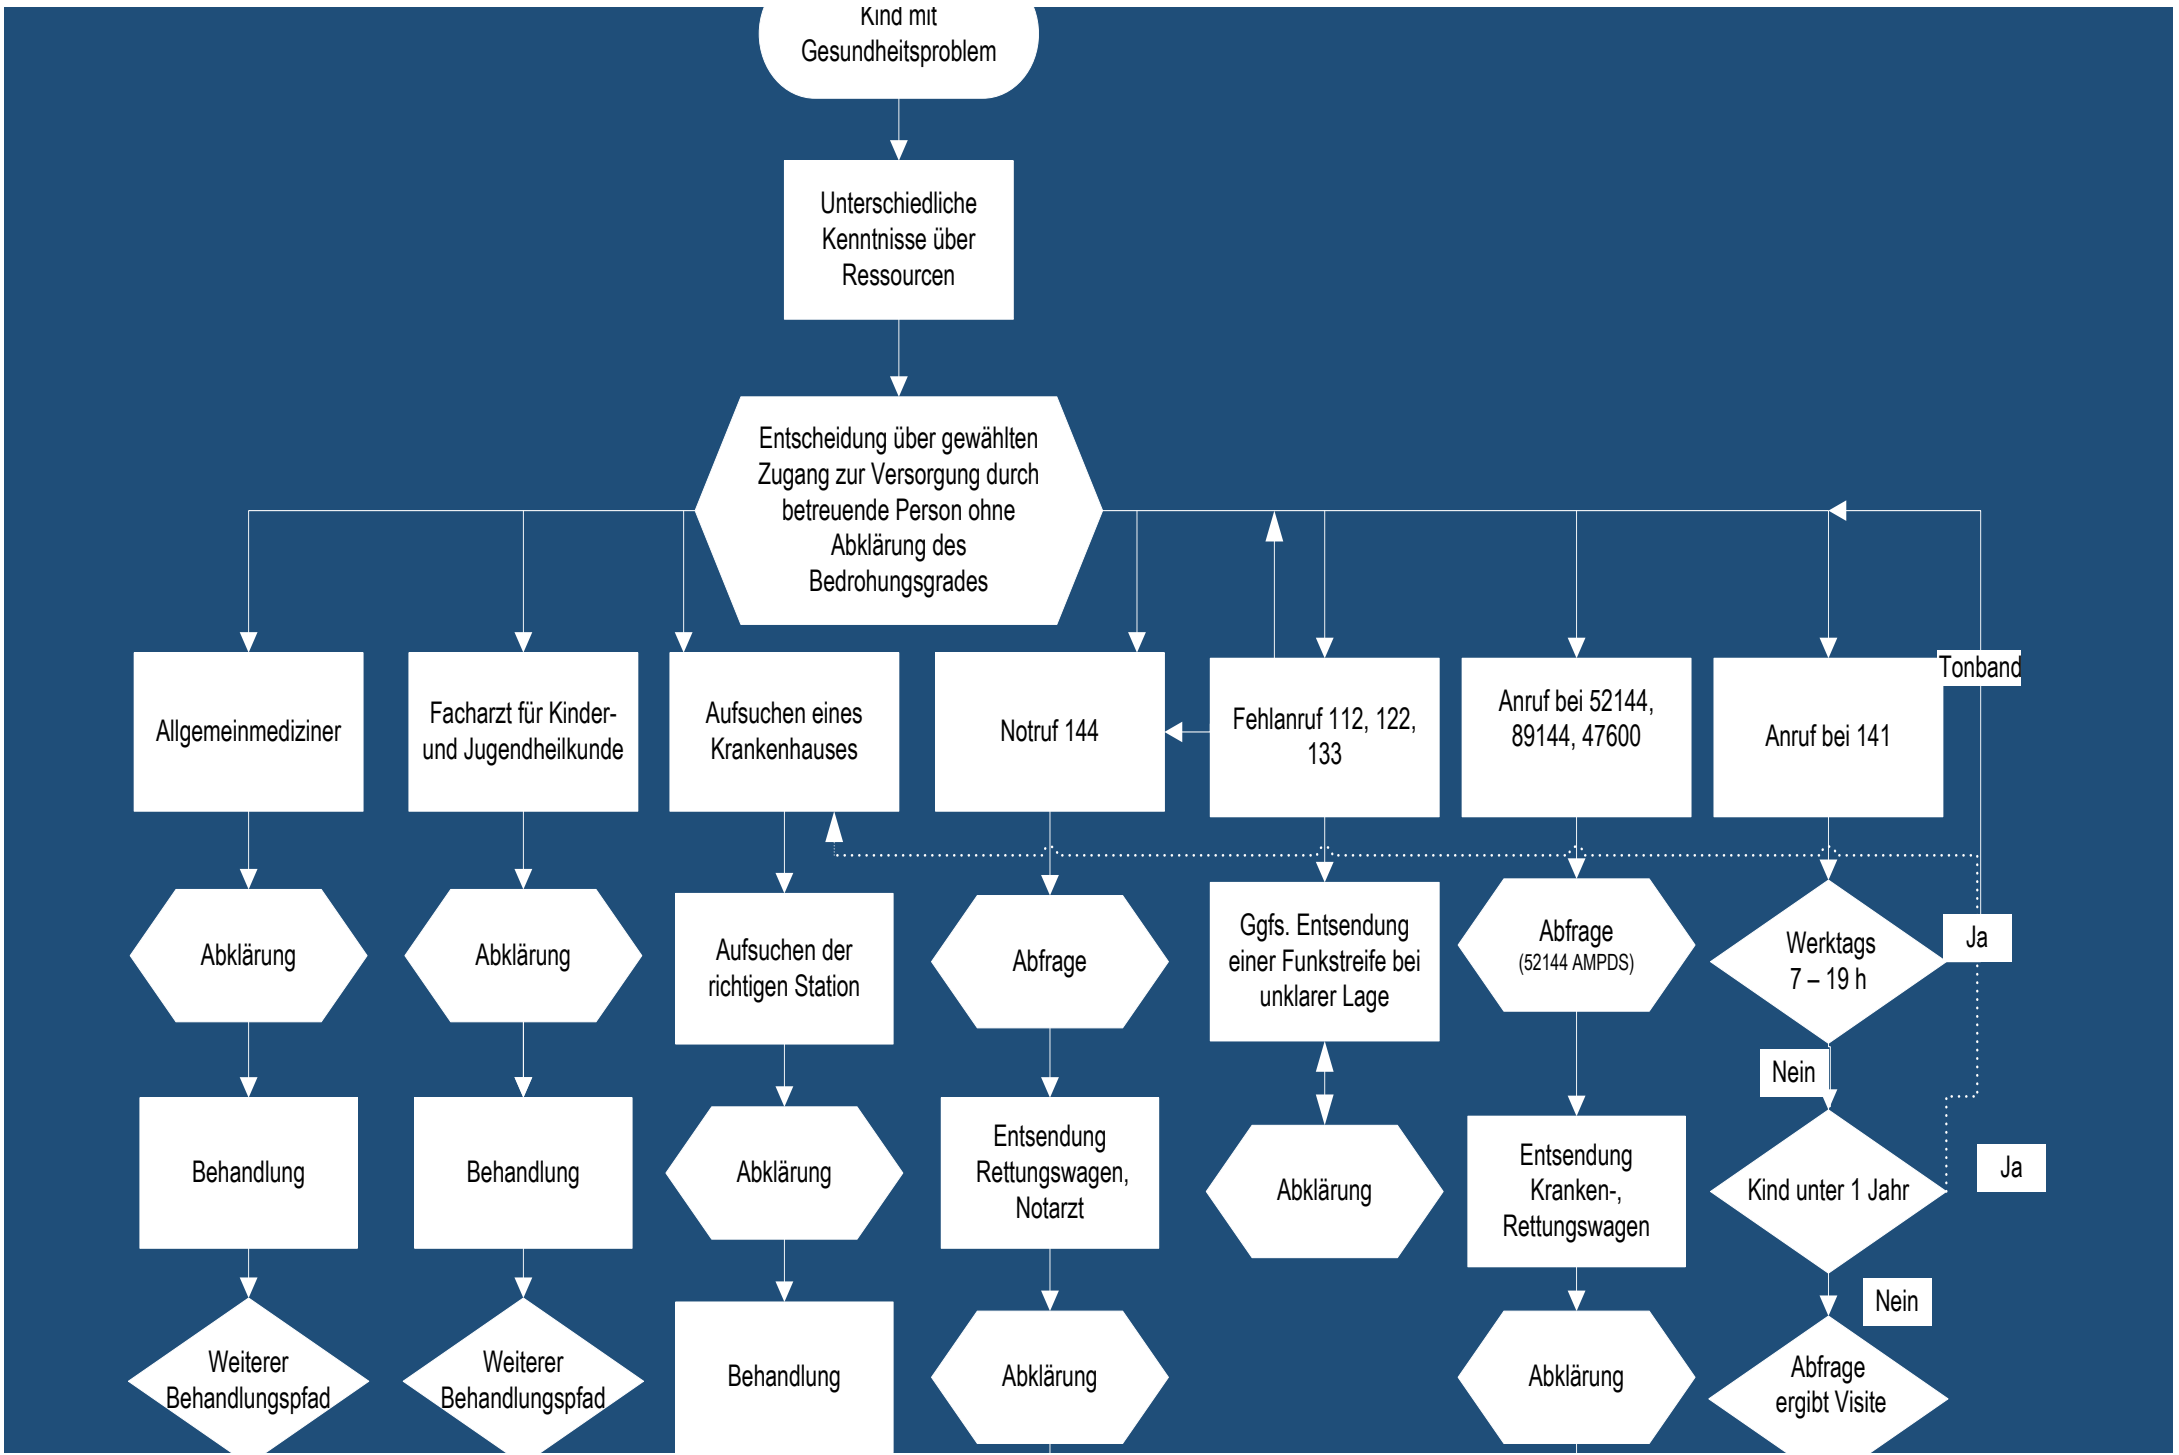 Kind mit
Gesundheitsproblem
Unterschiedliche
Kenntnisse über
Ressourcen
Entscheidung über gewählten
Zugang zur Versorgung durch
betreuende Person ohne
Abklärung des
Bedrohungsgrades
Tonband
Allgemeinmediziner
Facharzt für Kinder-
und Jugendheilkunde
Aufsuchen eines
Krankenhauses
Notruf 144
Fehlanruf 112, 122,
133
Anruf bei 52144,
89144, 47600
Anruf bei 141
Abklärung
Abklärung
Aufsuchen der
richtigen Station
Abfrage
Ggfs. Entsendung
einer Funkstreife bei
unklarer Lage
Abfrage
(52144 AMPDS)
Werktags
7 – 19 h
Ja
Nein
Behandlung
Behandlung
Abklärung
Entsendung
Rettungswagen,
Notarzt
Abklärung
Entsendung
Kranken-,
Rettungswagen
Kind unter 1 Jahr
Ja
Nein
Weiterer
Behandlungspfad
Weiterer
Behandlungspfad
Behandlung
Abklärung
Abklärung
Abfrage
ergibt Visite